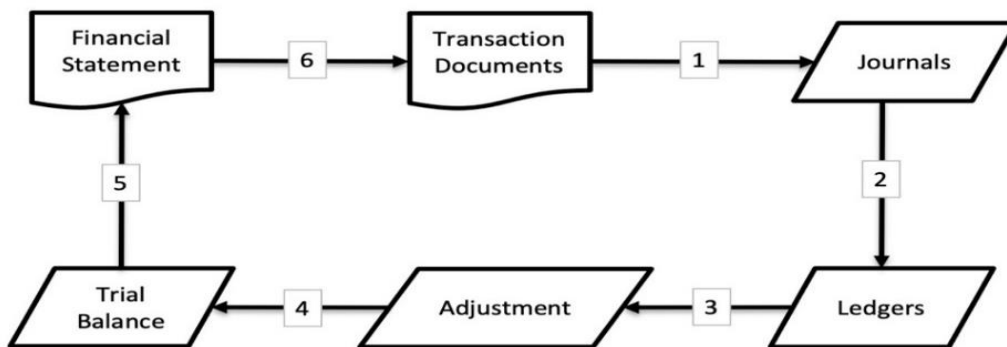 Financial
Statement
6
Transaction
Documents
1
Journals
5
2
Trial
Balance
4
Adjustment
3
Ledgers